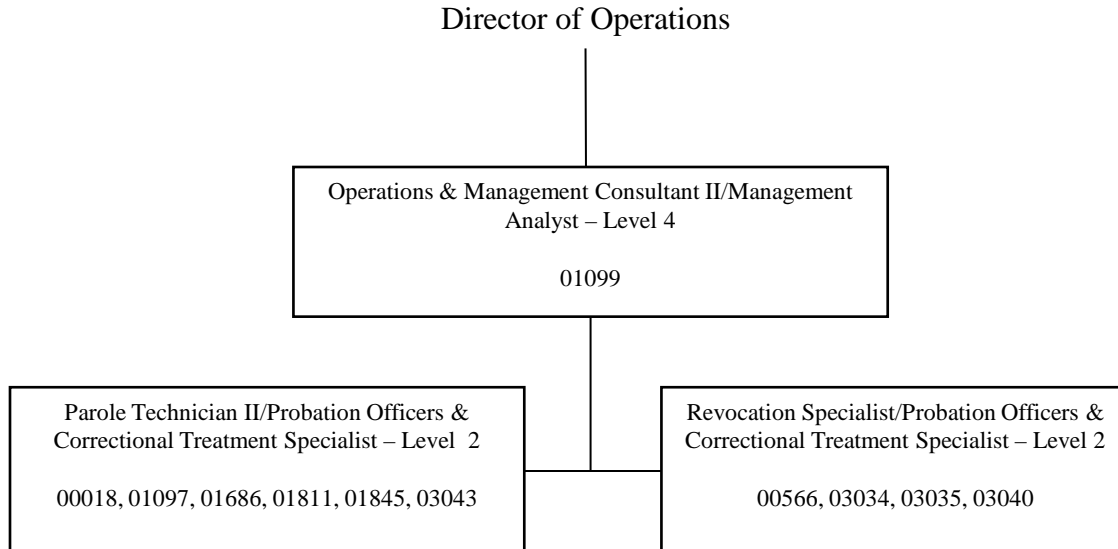 Director of Operations
Operations & Management Consultant II/Management
Analyst – Level 4
01099
Parole Technician II/Probation Officers &
Correctional Treatment Specialist – Level  2
00018, 01097, 01686, 01811, 01845, 03043
Revocation Specialist/Probation Officers &
Correctional Treatment Specialist – Level 2
00566, 03034, 03035, 03040